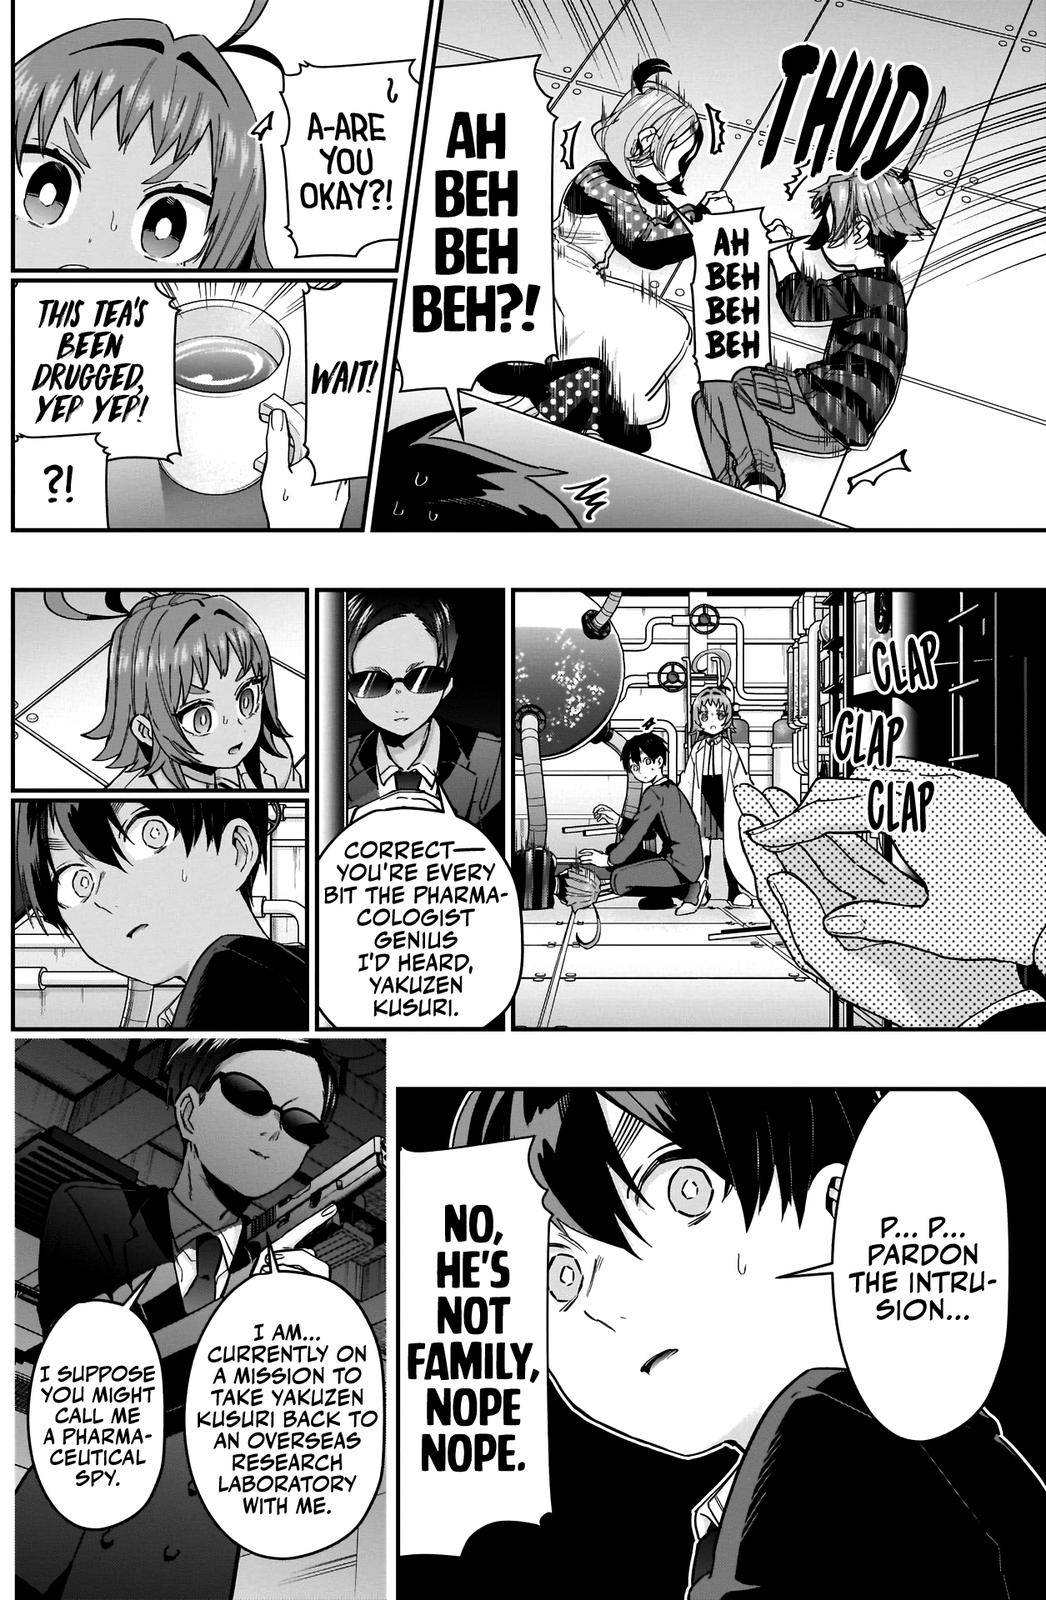 THUD
AH
BEH
BEH
BEH
AH
BEH
BEH
BEH?!
A-ARE
YOU
OKAY?!
WAIT!
THIS TEA'S
BEEN
DRUGGED,
YEP YEP!
?!
CLAP
CLAP
CLAP
CORRECT—
YOU'RE EVERY
BIT THE PHARMA-
COLOGIST
GENIUS
I'D HEARD,
YAKUZEN
KUSURI.
P... P...
PARDON
THE INTRU-
SION...
NO,
HE'S
NOT
FAMILY,
NOPE
NOPE.
I AM...
CURRENTLY ON
A MISSION TO
TAKE YAKUZEN
KUSURI BACK TO
AN OVERSEAS
RESEARCH
LABORATORY
WITH ME.
I SUPPOSE
YOU MIGHT
CALL ME
A PHARMA-
CEUTICAL
SPY.